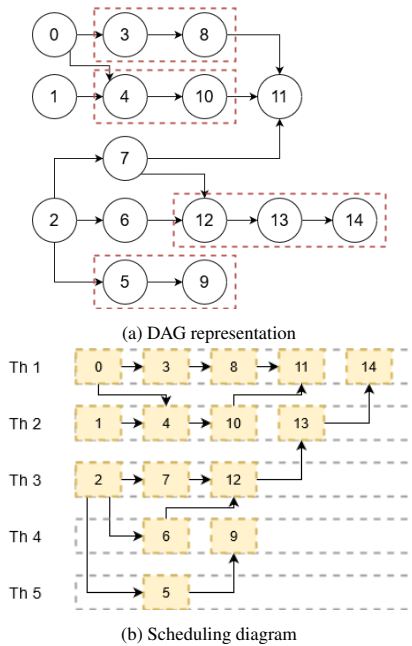 0 3 8
1 4 10 11
7
2 6 12 13 14
5 9
(a) DAG representation
Th 1 0 3 8 11 14
Th 2 1 4 10 13
Th 3 2 7 12
Th 4 6 9
Th 5 5
(b) Scheduling diagram